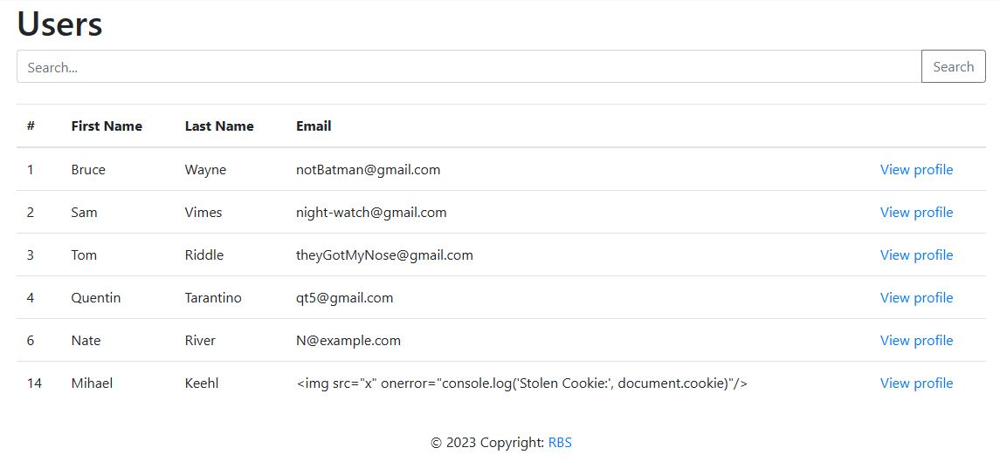 Users
Search... Search
# First Name Last Name Email
1 Bruce Wayne notBatman@gmail.com View profile
2 Sam Vimes night-watch@gmail.com View profile
3 Tom Riddle theyGotMyNose@gmail.com View profile
4 Quentin Tarantino qt5@gmail.com View profile
6 Nate River N@example.com View profile
14 Mihael Keehl <img src="x" onerror="console.log('Stolen Cookie:', document.cookie)"/> View profile
© 2023 Copyright: RBS